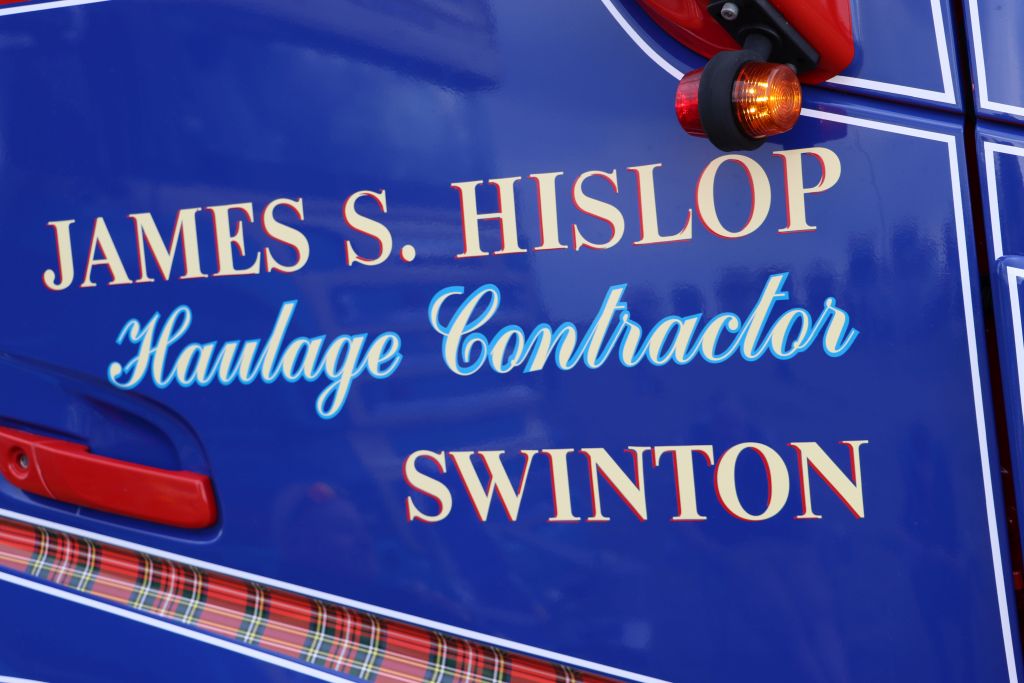 JAMES S. HISLOP
Haulage Contractor
SWINTON